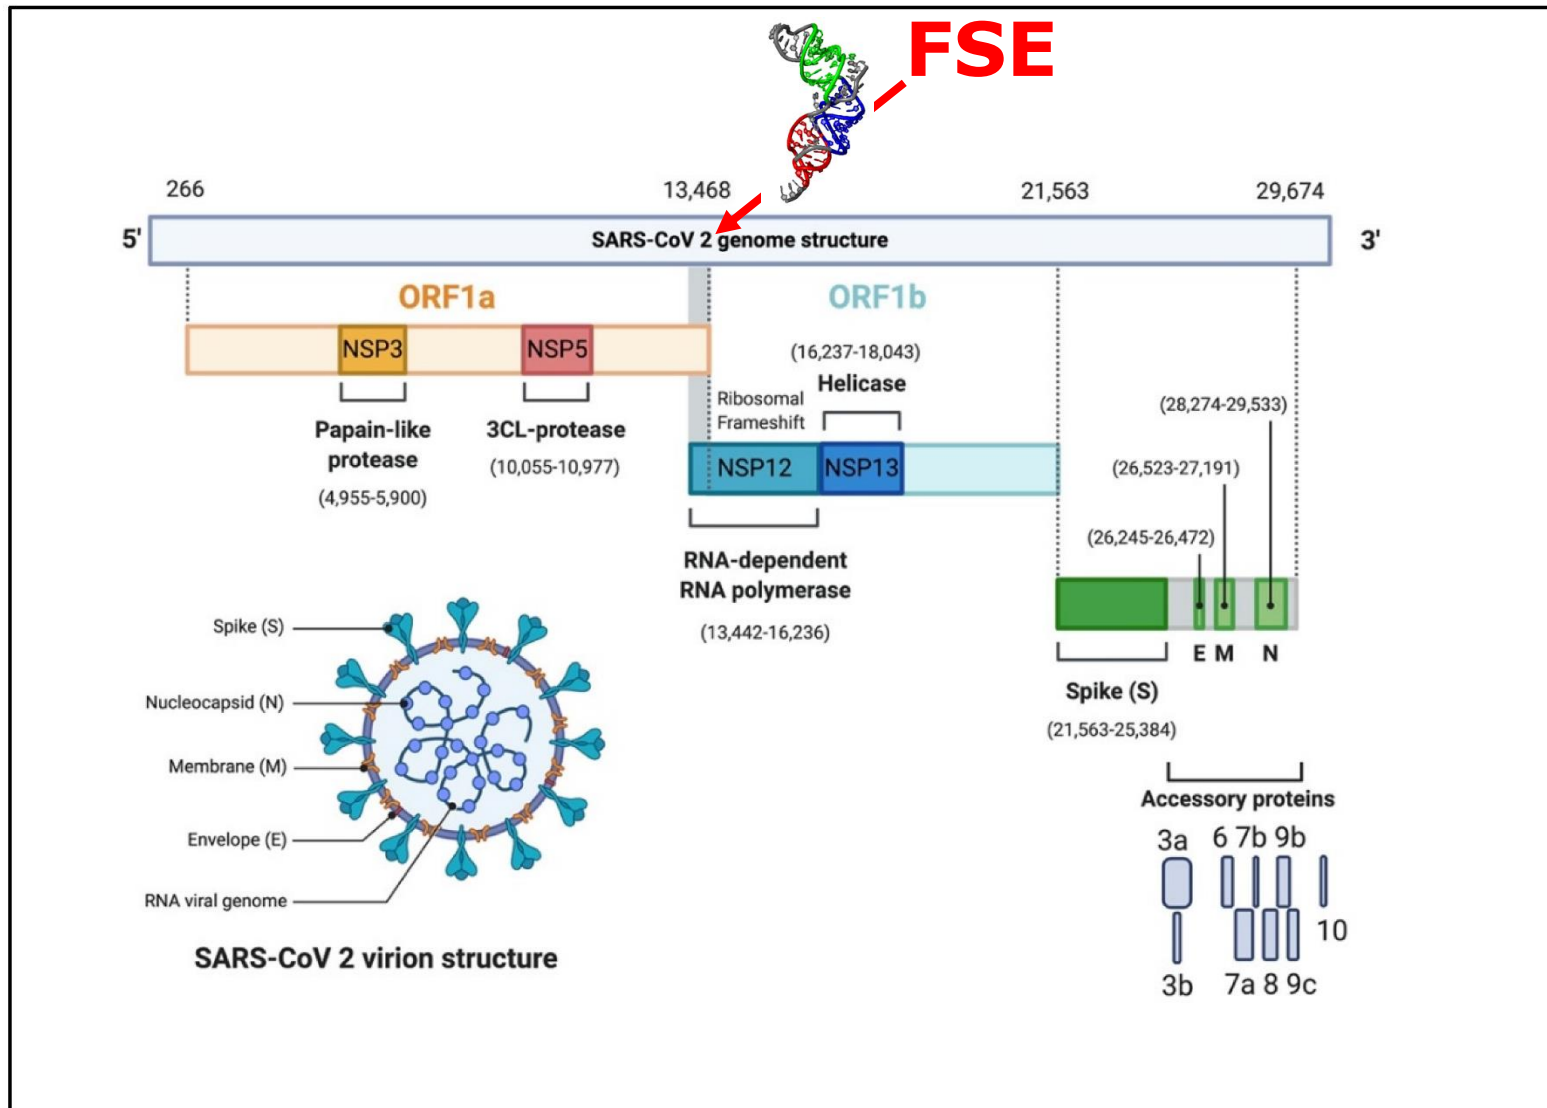 FSE
266
13,468
21,563
29,674
5'
SARS-CoV 2 genome structure
3'
ORF1a
ORF1b
NSP3
NSP5
(16,237-18,043)
Helicase
Papain-like
protease
(4,955-5,900)
3CL-protease
(10,055-10,977)
Ribosomal
Frameshift
NSP12
NSP13
RNA-dependent
RNA polymerase
(13,442-16,236)
(28,274-29,533)
(26,523-27,191)
(26,245-26,472)
E M N
Spike (S)
(21,563-25,384)
Accessory proteins
3a 6 7b 9b
10
3b 7a 8 9c
Spike (S)
Nucleocapsid (N)
Membrane (M)
Envelope (E)
RNA viral genome
SARS-CoV 2 virion structure